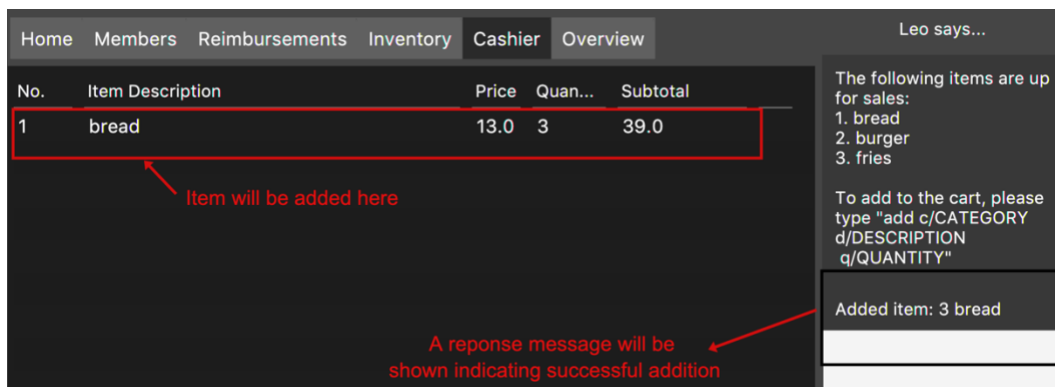 Home Members Reimbursements Inventory Cashier Overview
No. Item Description Price Quan... Subtotal
1 bread 13.0 3 39.0
Item will be added here
A reponse message will be
shown indicating successful addition
Leo says...
The following items are up
for sales:
1. bread
2. burger
3. fries
To add to the cart, please
type "add c/CATEGORY
d/DESCRIPTION
q/QUANTITY"
Added item: 3 bread